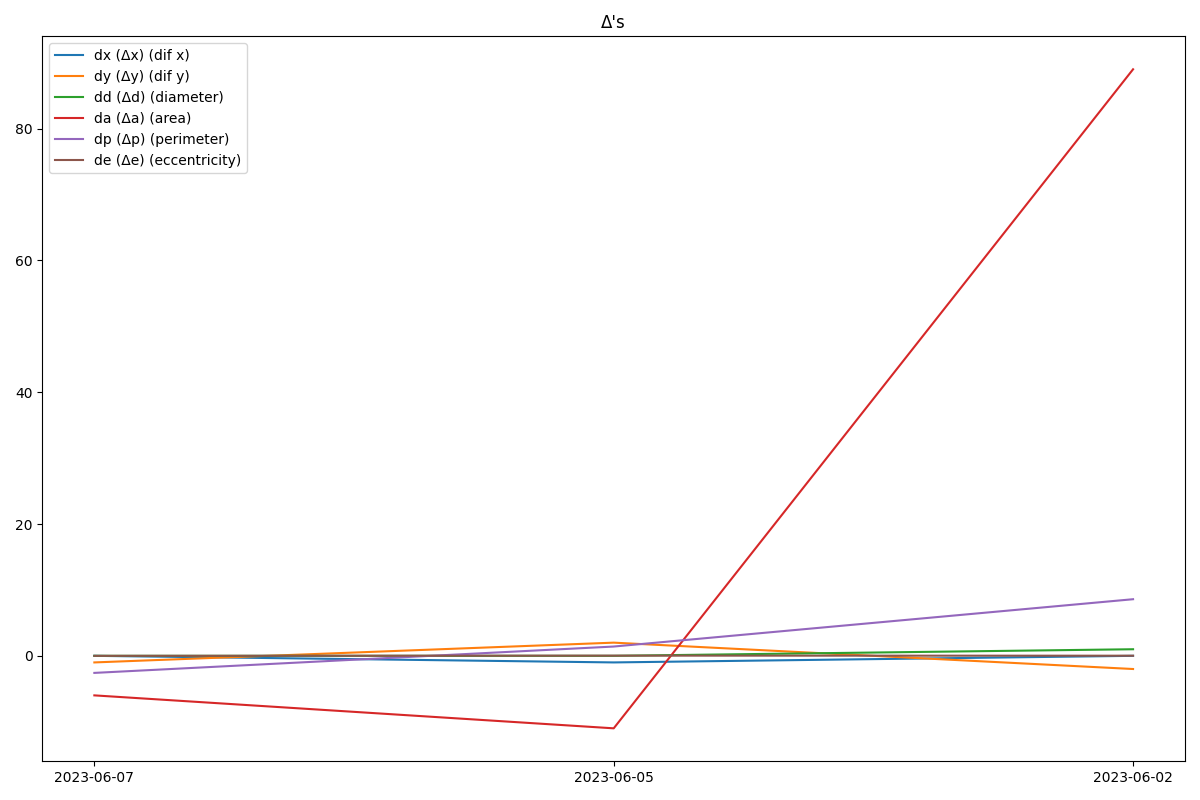 Δ's
dx (Δx) (dif x)
dy (Δy) (dif y)
dd (Δd) (diameter)
da (Δa) (area)
dp (Δp) (perimeter)
de (Δe) (eccentricity)
80
60
40
20
0
2023-06-07 2023-06-05 2023-06-02